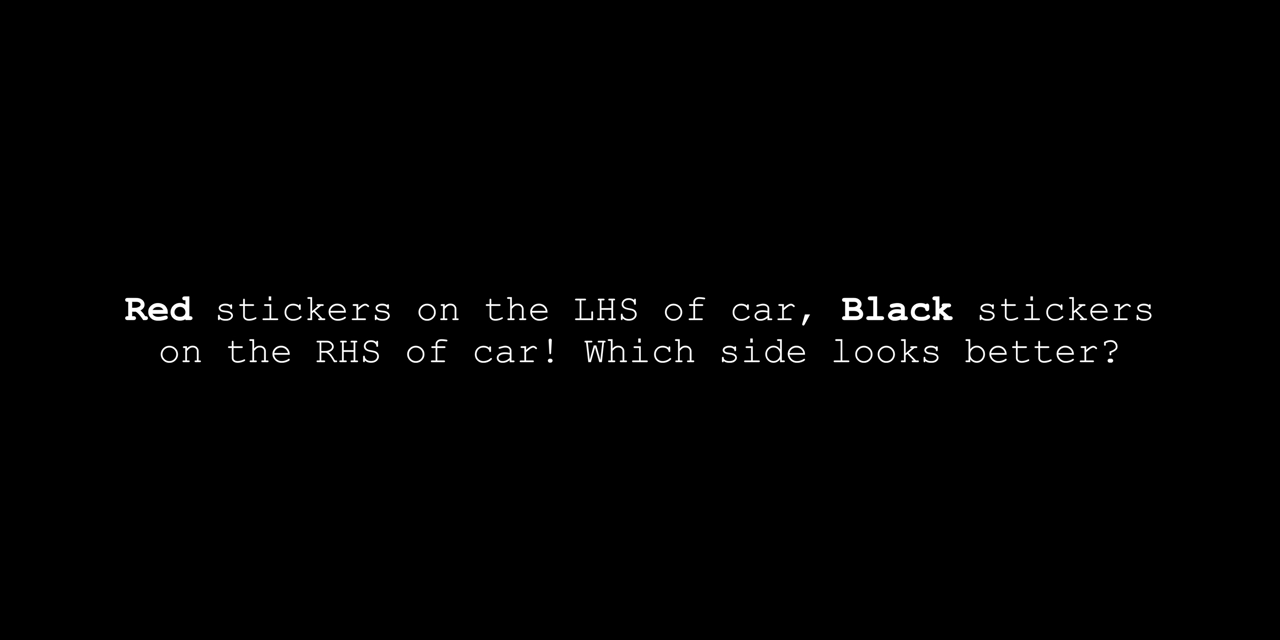 Red stickers on the LHS of car, Black stickers
on the RHS of car! Which side looks better?